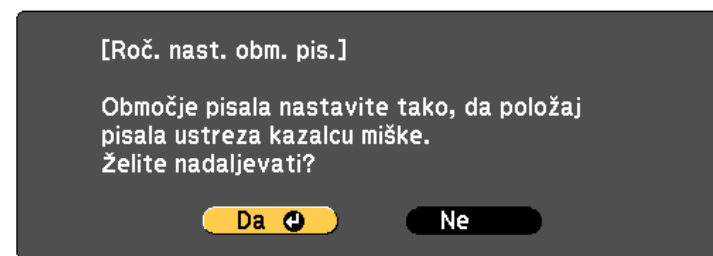 [Roč. nast. obm. pis.]
Območje pisala nastavite tako, da položaj
pisala ustreza kazalcu miške.
Želite nadaljevati?
Da
Ne